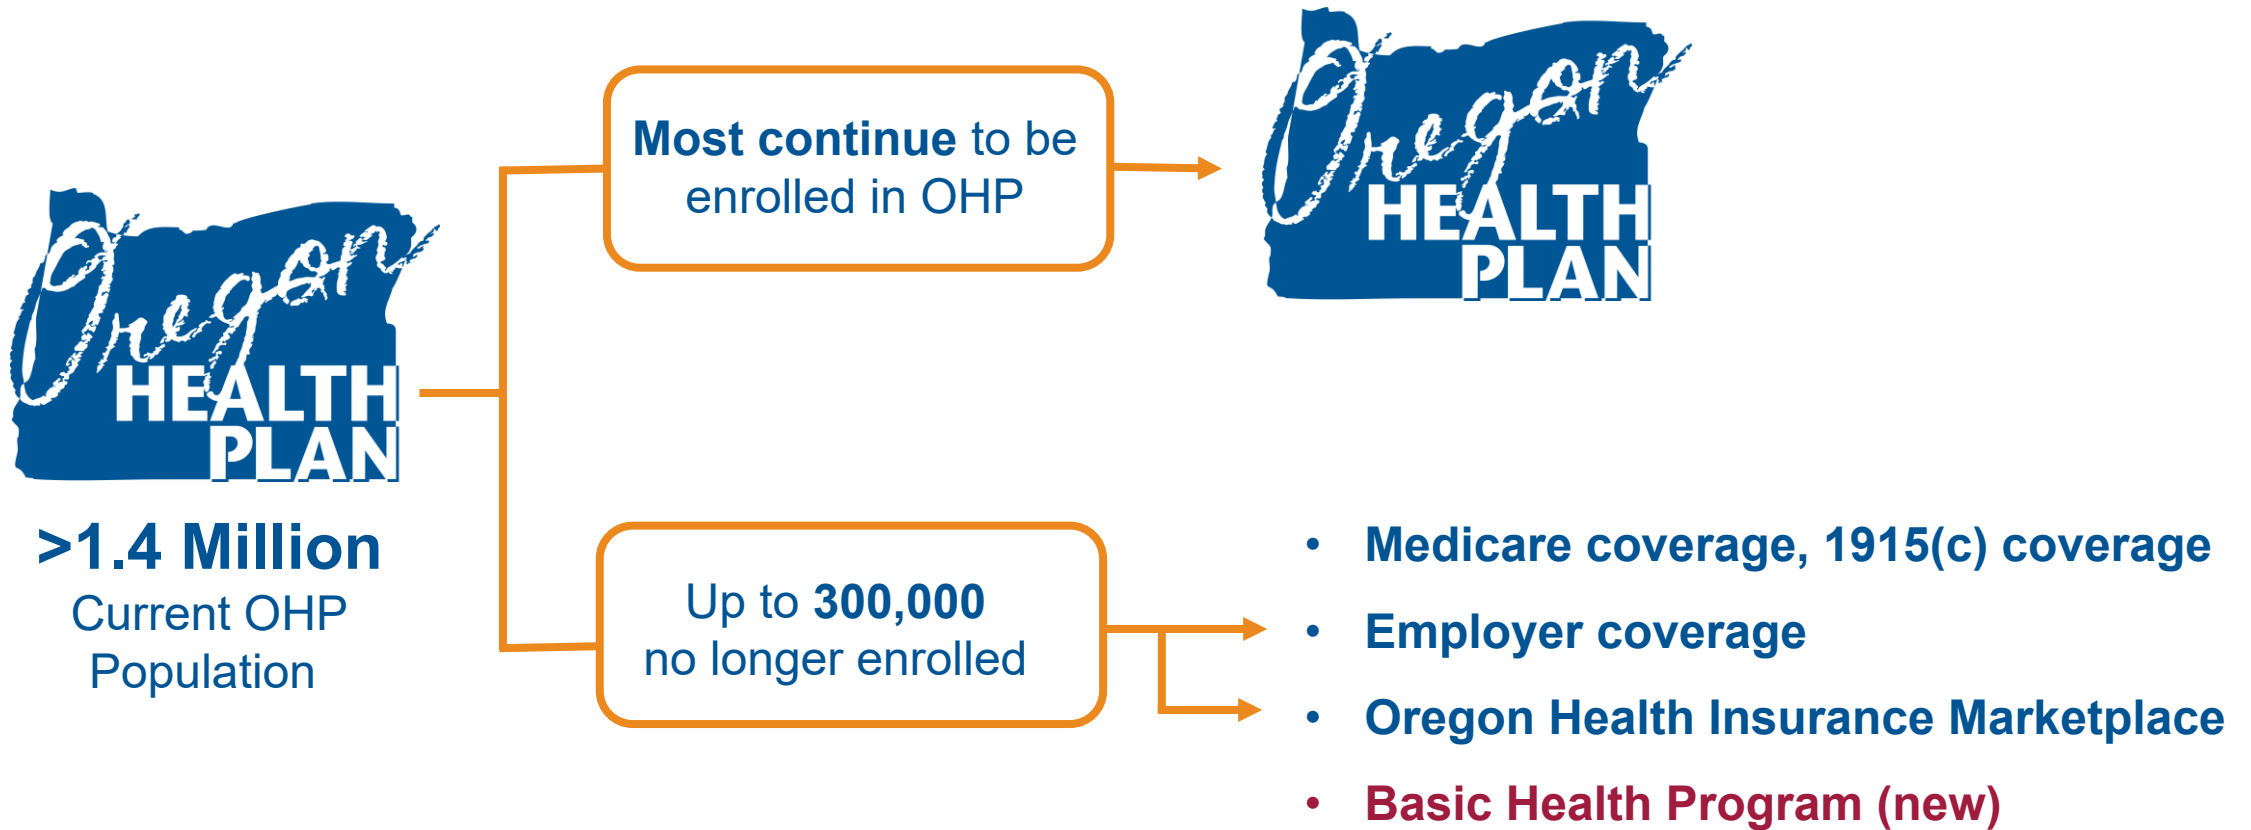 Oregon
HEALTH
PLAN
>1.4 Million
Current OHP
Population
Most continue to be
enrolled in OHP
Oregon
HEALTH
PLAN
Up to 300,000
no longer enrolled
• Medicare coverage, 1915(c) coverage
• Employer coverage
• Oregon Health Insurance Marketplace
• Basic Health Program (new)